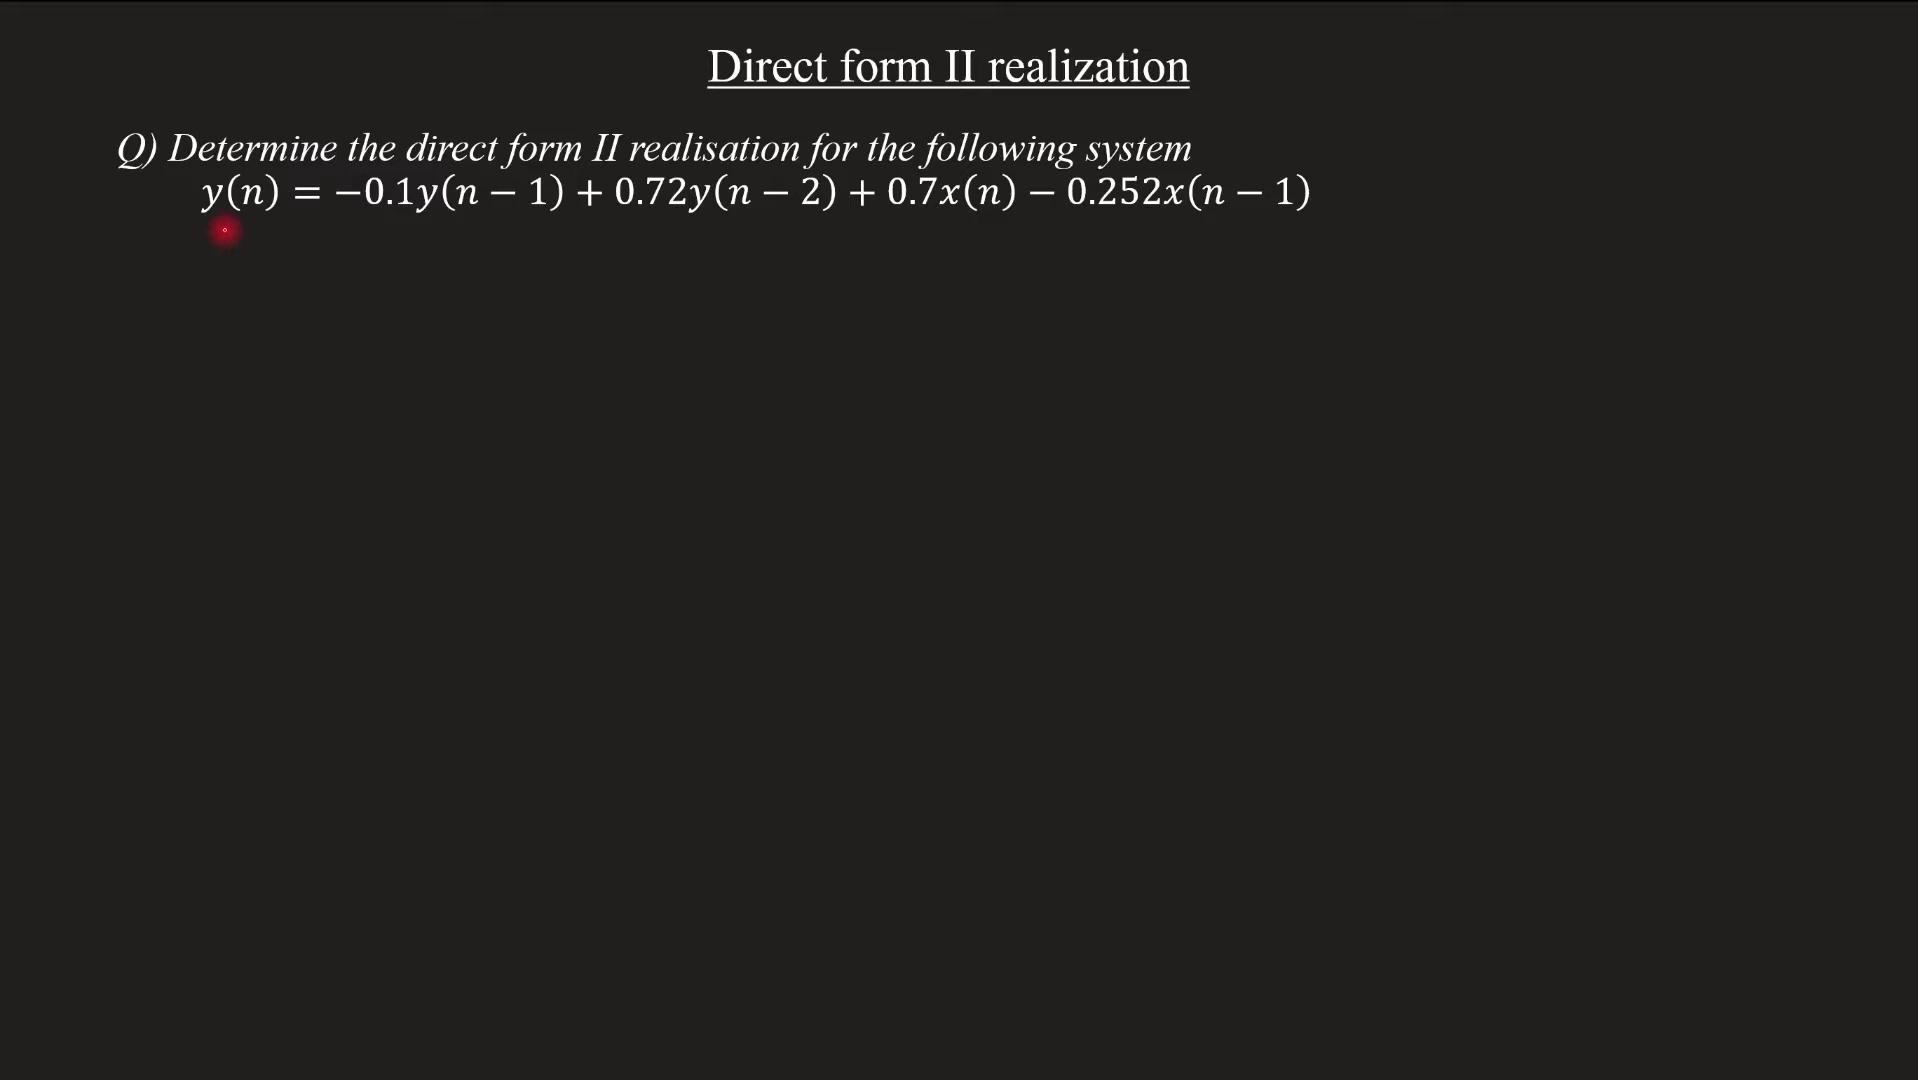 Direct form II realization
Q) Determine the direct form II realisation for the following system
y(n) = −0.1y(n − 1) + 0.72y(n − 2) + 0.7x(n) − 0.252x(n − 1)